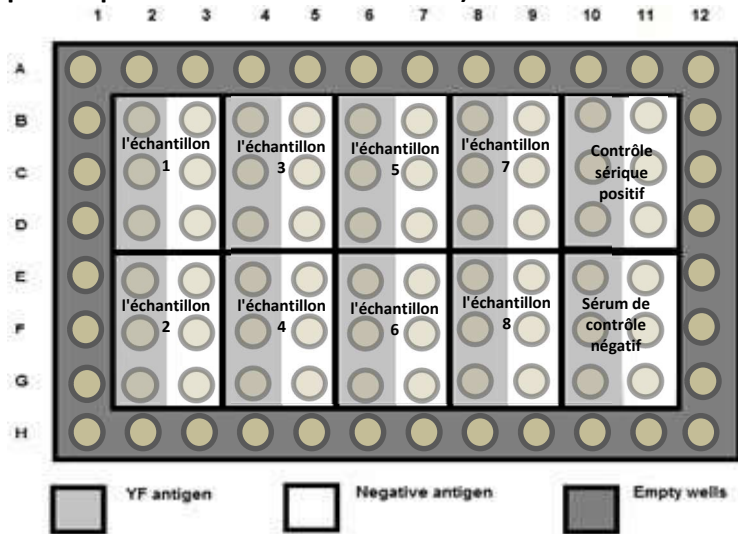 1 2 3 4 5 6 7 8 9 10 11 12
A
B
l'échantillon
1
l'échantillon
3
l'échantillon
5
l'échantillon
7
Contrôle
sérique
positif
C
D
E
l'échantillon
2
l'échantillon
4
l'échantillon
6
l'échantillon
8
Sérum de
contrôle
négatif
F
G
H
YF antigen
Negative antigen
Empty wells